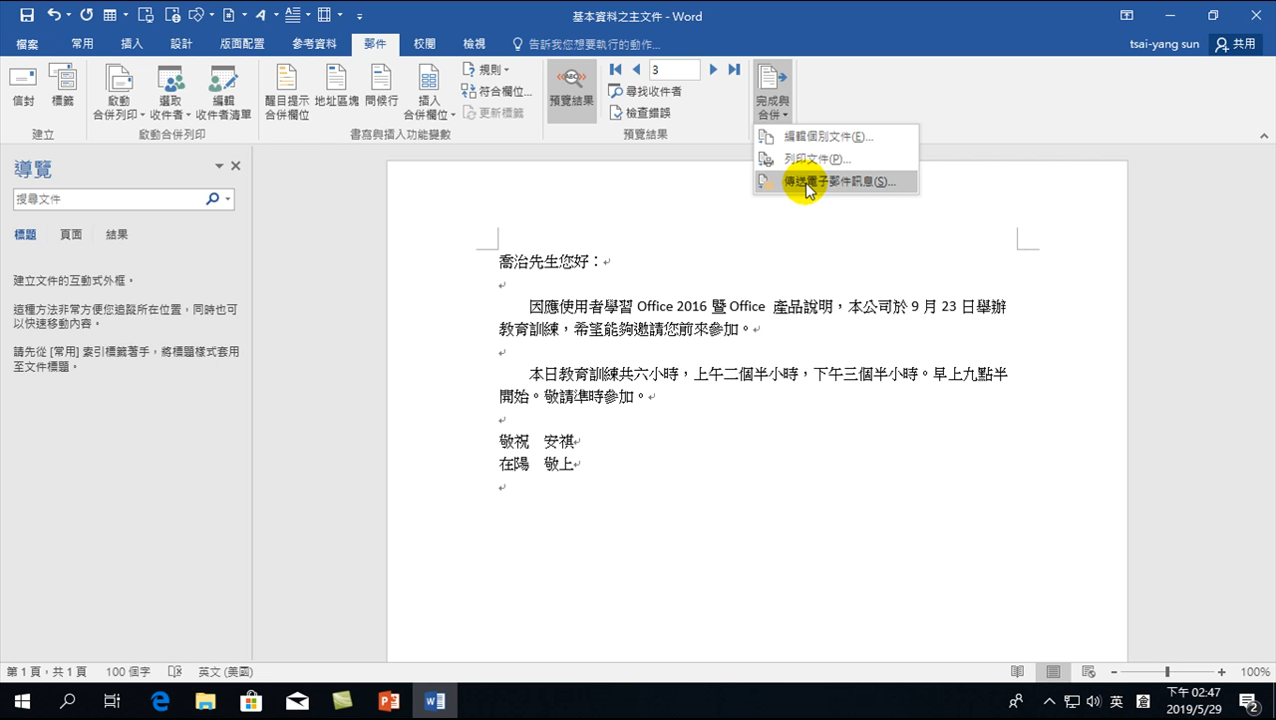 基本資料之主文件 - Word
檔案 常用 插入 設計 版面配置 參考資料 郵件 校閱 檢視 告訴我您想要執行的動作... tsai-yang sun 共用
信封 標籤 啟動合併列印 選取收件者 編輯收件者清單 醒目提示合併欄位 地址區塊 問候行 插入合併欄位 預覽結果 完成與合併
規則
符合欄位...
更新標籤
3
尋找收件者
檢查錯誤
建立 啟動合併列印 書寫與插入功能變數 預覽結果
編輯個別文件(E)...
列印文件(P)...
傳送電子郵件訊息(S)...
導覽
搜尋文件
標題 頁面 結果
建立文件的互動式外框。
這種方法非常方便您追蹤所在位置，同時也可
以快速移動內容。
請先從 [常用] 索引標籤著手，將標題樣式套用
至文件標題。
喬治先生您好：
因應使用者學習 Office 2016 暨 Office 產品說明，本公司於 9 月 23 日舉辦
教育訓練，希望能夠邀請您前來參加。
本日教育訓練共六小時，上午二個半小時，下午三個半小時。早上九點半
開始。敬請準時參加。
敬祝 安祺
在陽 敬上
第 1 頁，共 1 頁 100 個字 英文 (美國) 100%
英 下午 02:47
2019/5/29
2